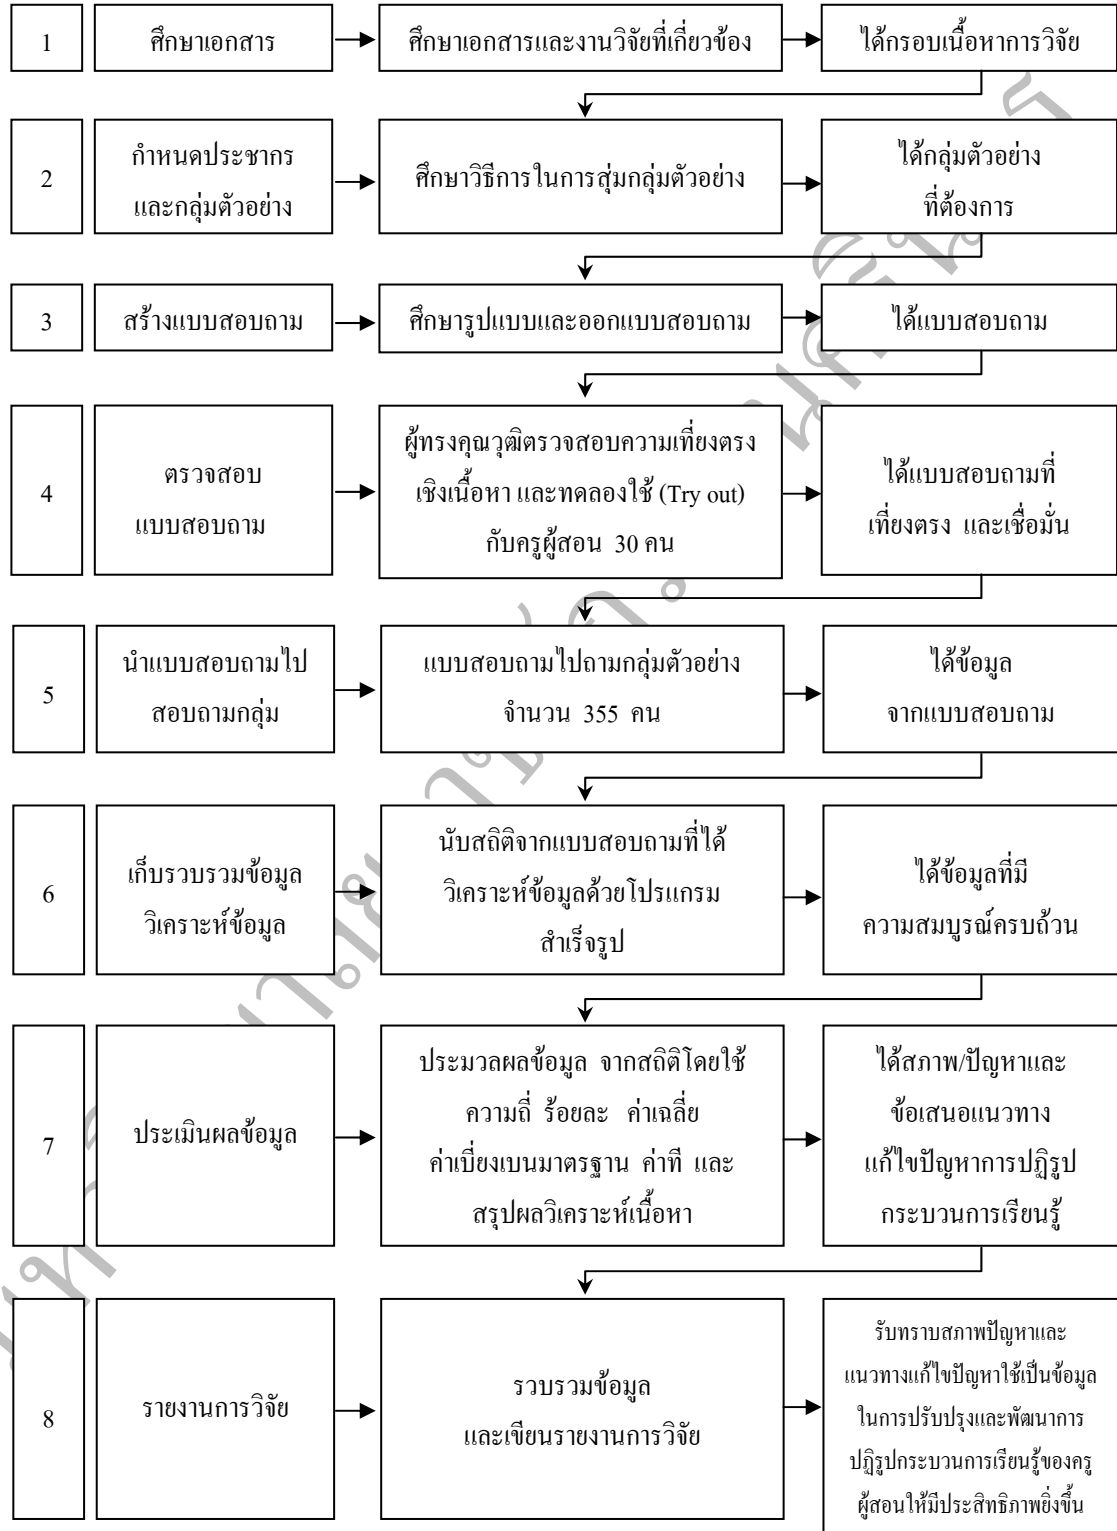 1
ศึกษาเอกสาร
ศึกษาเอกสารและงานวิจัยที่เกี่ยวข้อง
ได้กรอบเนื้อหาการวิจัย
2
กำหนดประชากร
และกลุ่มตัวอย่าง
ศึกษาวิธีการในการสุ่มกลุ่มตัวอย่าง
ได้กลุ่มตัวอย่าง
ที่ต้องการ
3
สร้างแบบสอบถาม
ศึกษารูปแบบและออกแบบสอบถาม
ได้แบบสอบถาม
4
ตรวจสอบ
แบบสอบถาม
ผู้ทรงคุณวุฒิตรวจสอบความเที่ยงตรง
เชิงเนื้อหา และทดลองใช้ (Try out)
กับครูผู้สอน 30 คน
ได้แบบสอบถามที่
เที่ยงตรง และเชื่อมั่น
5
นำแบบสอบถามไป
สอบถามกลุ่ม
แบบสอบถามไปถามกลุ่มตัวอย่าง
จำนวน 355 คน
ได้ข้อมูล
จากแบบสอบถาม
6
เก็บรวบรวมข้อมูล
วิเคราะห์ข้อมูล
นับสถิติจากแบบสอบถามที่ได้
วิเคราะห์ข้อมูลด้วยโปรแกรม
สำเร็จรูป
ได้ข้อมูลที่มี
ความสมบูรณ์ครบถ้วน
7
ประเมินผลข้อมูล
ประมวลผลข้อมูล จากสถิติโดยใช้
ความถี่ ร้อยละ ค่าเฉลี่ย
ค่าเบี่ยงเบนมาตรฐาน ค่าที และ
สรุปผลวิเคราะห์เนื้อหา
ได้สภาพ/ปัญหาและ
ข้อเสนอแนวทาง
แก้ไขปัญหาการปฏิรูป
กระบวนการเรียนรู้
8
รายงานการวิจัย
รวบรวมข้อมูล
และเขียนรายงานการวิจัย
รับทราบสภาพปัญหาและ
แนวทางแก้ไขปัญหาใช้เป็นข้อมูล
ในการปรับปรุงและพัฒนาการ
ปฏิรูปกระบวนการเรียนรู้ของครู
ผู้สอนให้มีประสิทธิภาพยิ่งขึ้น